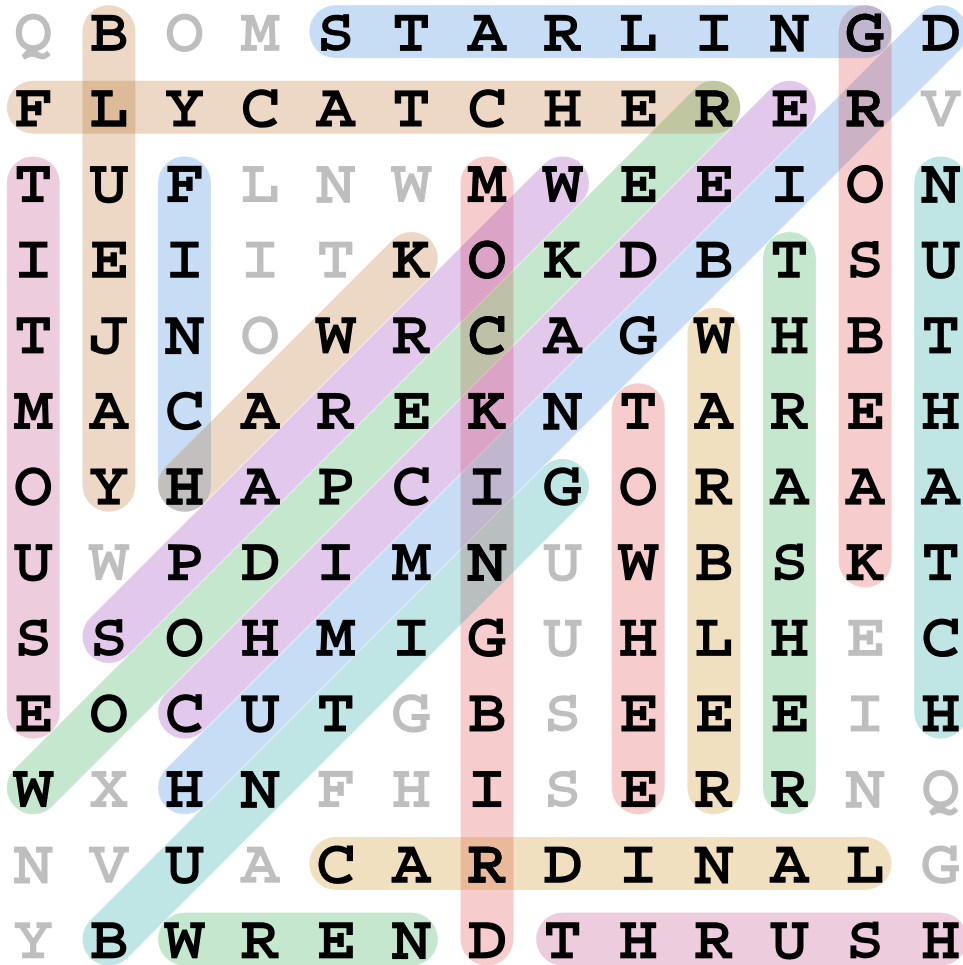 Q B O M S T A R L I N G D
F L Y C A T C H E R E R V
T U F L N W M W E E I O N
I E I I T K O K D B T S U
T J N O W R C A G W H B T
M A C A R E K N T A R E H
O Y H A P C I G O R A A A
U W P D I M N U W B S K T
S S O H M I G U H L H E C
E O C U T G B S E E E I H
W X H N F H I S E R R N Q
N V U A C A R D I N A L G
Y B W R E N D T H R U S H